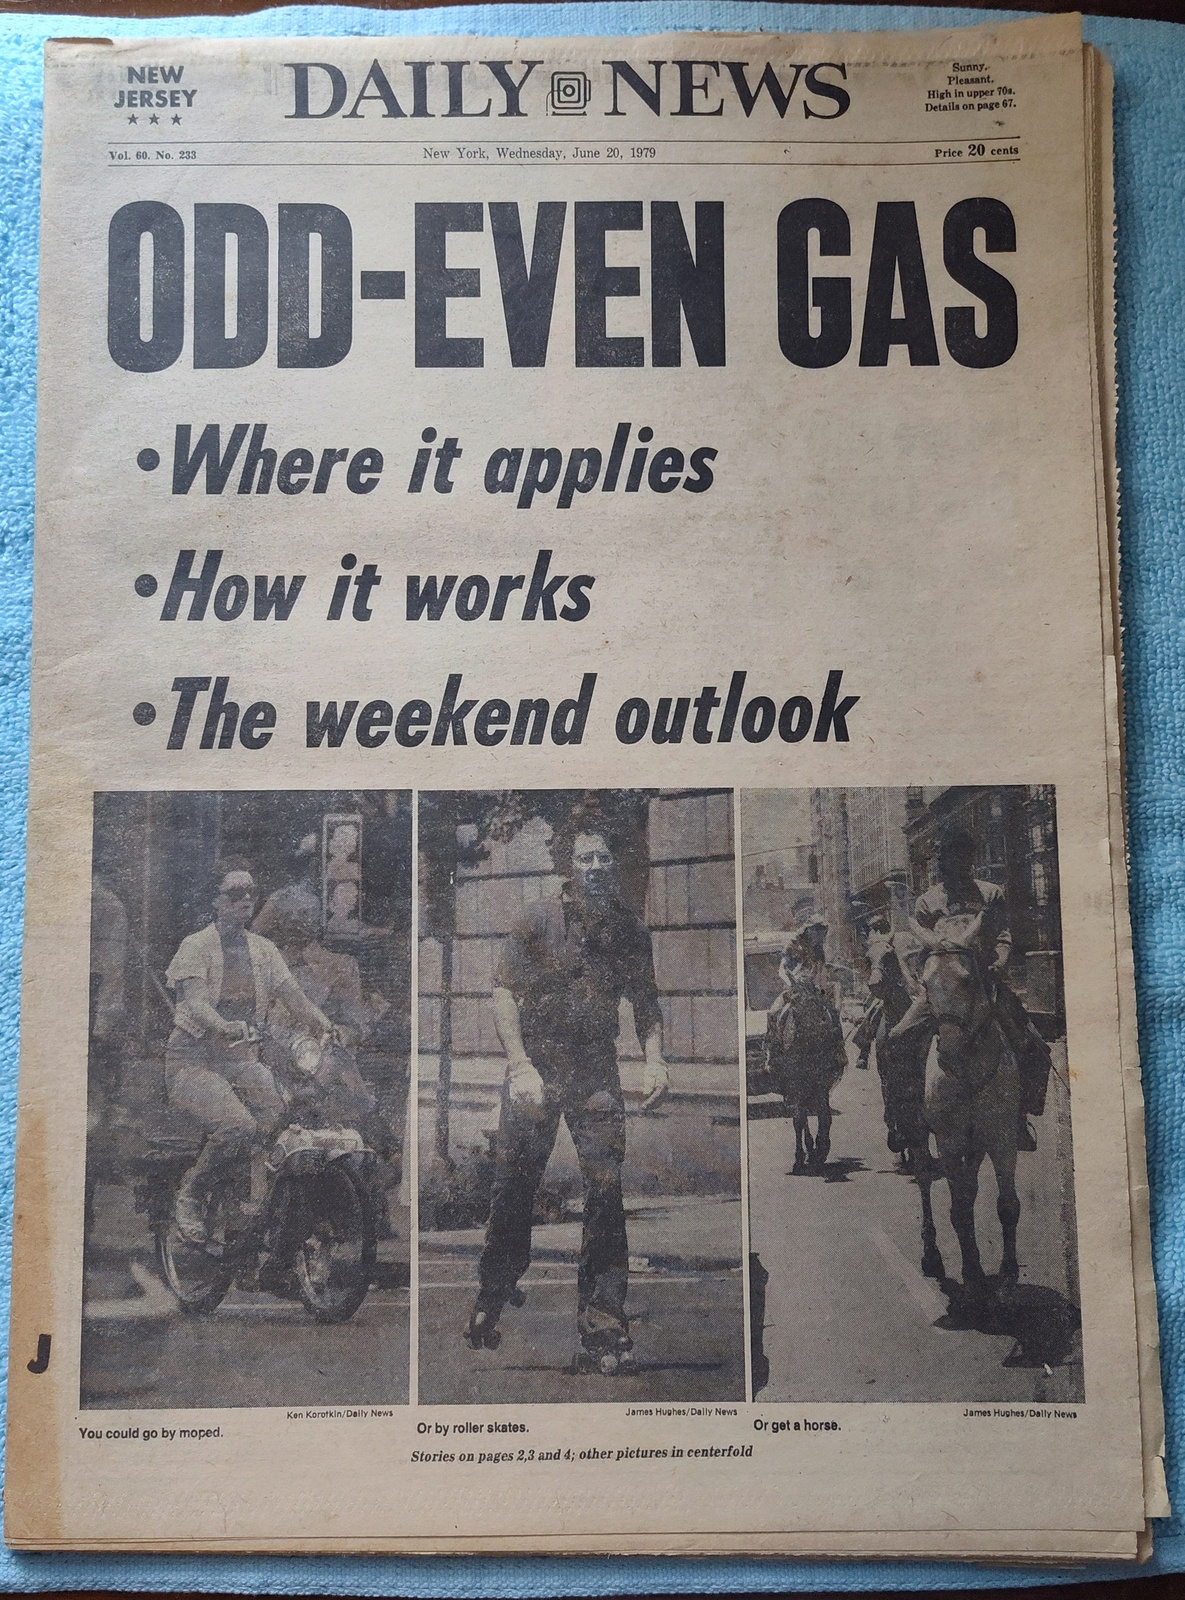 NEW
JERSEY
★ ★ ★
DAILY NEWS
Sunny.
Pleasant.
High in upper 70s.
Details on page 67.
Vol. 60. No. 233
New York, Wednesday, June 20, 1979
Price 20 cents
ODD-EVEN GAS
•Where it applies
•How it works
•The weekend outlook
Ken Korotkin/Daily News
You could go by moped.
James Hughes/Daily News
Or by roller skates.
James Hughes/Daily News
Or get a horse.
Stories on pages 2,3 and 4; other pictures in centerfold
J